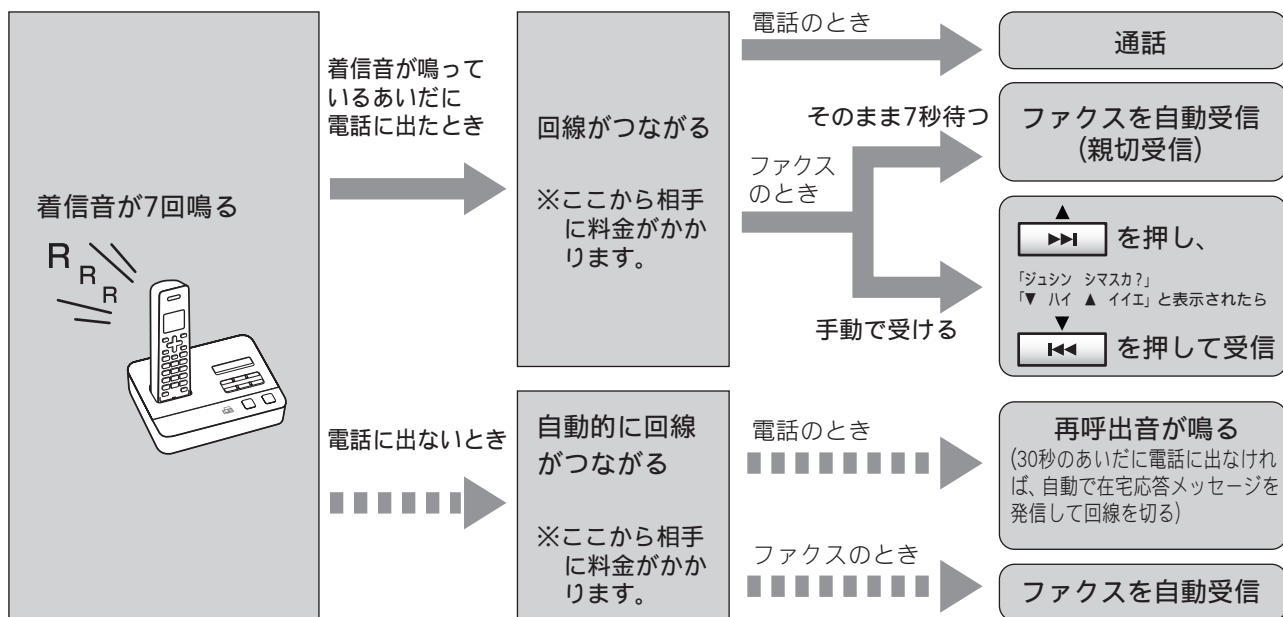 着信音が7回鳴る
R
R
R
着信音が鳴って
いるあいだに
電話に出たとき
回線がつながる
※ここから相手
に料金がかか
ります。
電話のとき
通話
そのまま7秒待つ
ファクス
のとき
ファクスを自動受信
(親切受信)
手動で受ける
▲
▶▶I を押し、
「ジュシン シマスカ?」
「▼ ハイ ▲ イイエ」と表示されたら
▼
I◀◀ を押して受信
電話に出ないとき
自動的に回線
がつながる
※ここから相手
に料金がかか
ります。
電話のとき
再呼出音が鳴る
(30秒のあいだに電話に出なけれ
ば、自動で在宅応答メッセージを
発信して回線を切る)
ファクスのとき
ファクスを自動受信